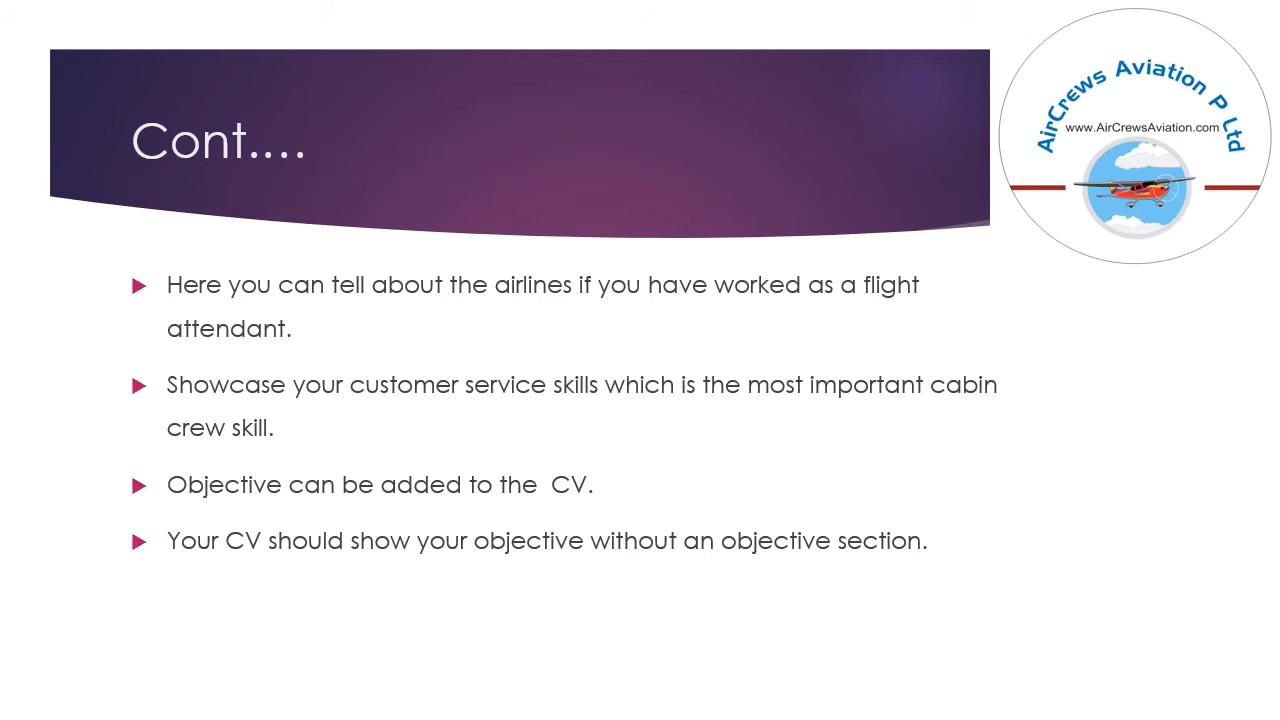 AirCrews Aviation P Ltd
www.AirCrewsAviation.com
Cont....
Here you can tell about the airlines if you have worked as a flight
attendant.
Showcase your customer service skills which is the most important cabin
crew skill.
Objective can be added to the  CV.
Your CV should show your objective without an objective section.